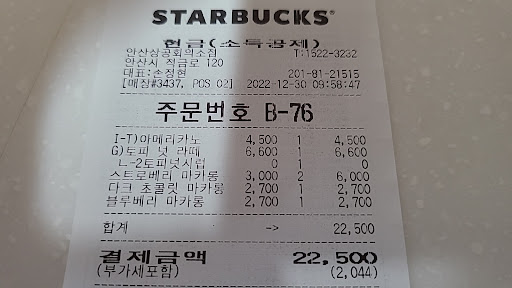 STARBUCKS®
현금(소득공제)
안산상공회의소점 T:1522-3232
안산시 적금로 120
대표:손정현 201-81-21515
[매장#3437, POS 02] 2022-12-30 09:58:47
주문번호 B-76
I-T)아메리카노 4,500 1 4,500
G)토피 넛 라떼 6,600 1 6,600
L-2토피넛시럽 0 1 0
스트로베리 마카롱 3,000 2 6,000
다크 초콜릿 마카롱 2,700 1 2,700
블루베리 마카롱 2,700 1 2,700
합계 -> 22,500
결제금액 22,500
(부가세포함) (2,044)